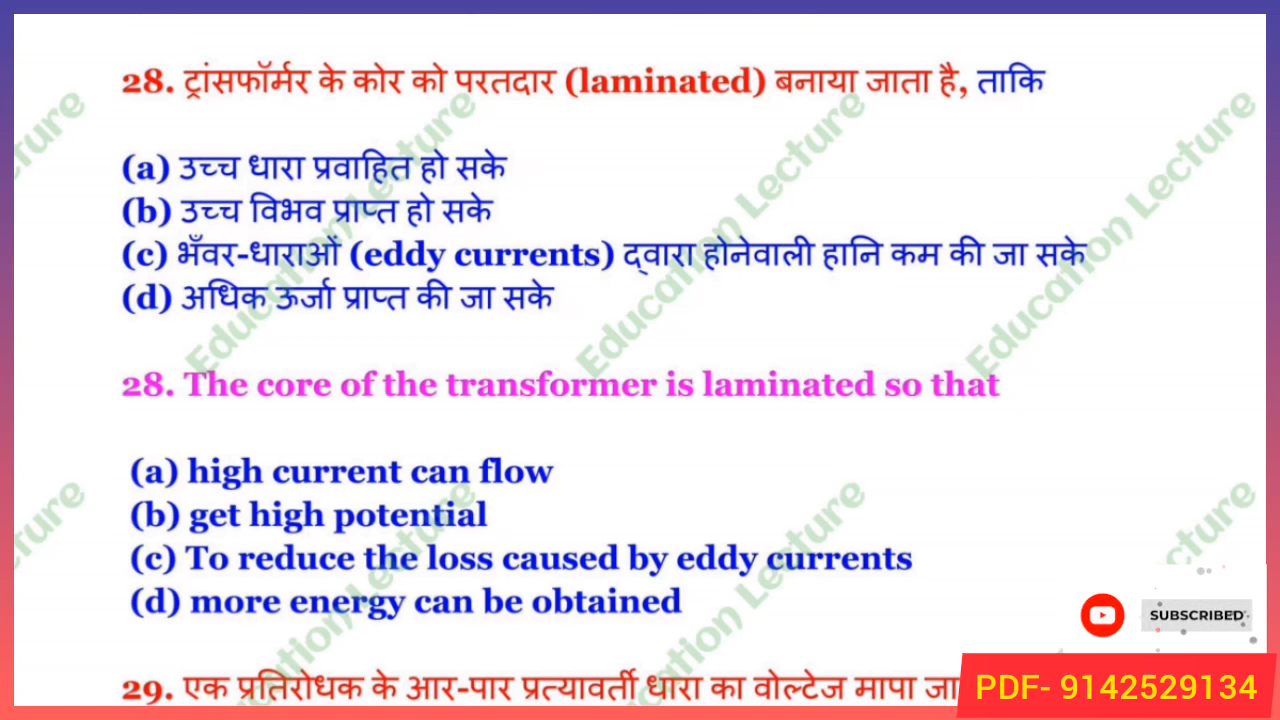 28. ट्रांसफॉर्मर के कोर को परतदार (laminated) बनाया जाता है, ताकि
(a) उच्च धारा प्रवाहित हो सके
(b) उच्च विभव प्राप्त हो सके
(c) भँवर-धाराओं (eddy currents) द्वारा होनेवाली हानि कम की जा सके
(d) अधिक ऊर्जा प्राप्त की जा सके
28. The core of the transformer is laminated so that
(a) high current can flow
(b) get high potential
(c) To reduce the loss caused by eddy currents
(d) more energy can be obtained
SUBSCRIBED
29. एक प्रतिरोधक के आर-पार प्रत्यावर्ती धारा का वोल्टेज मापा जा
PDF- 9142529134
Education Lecture